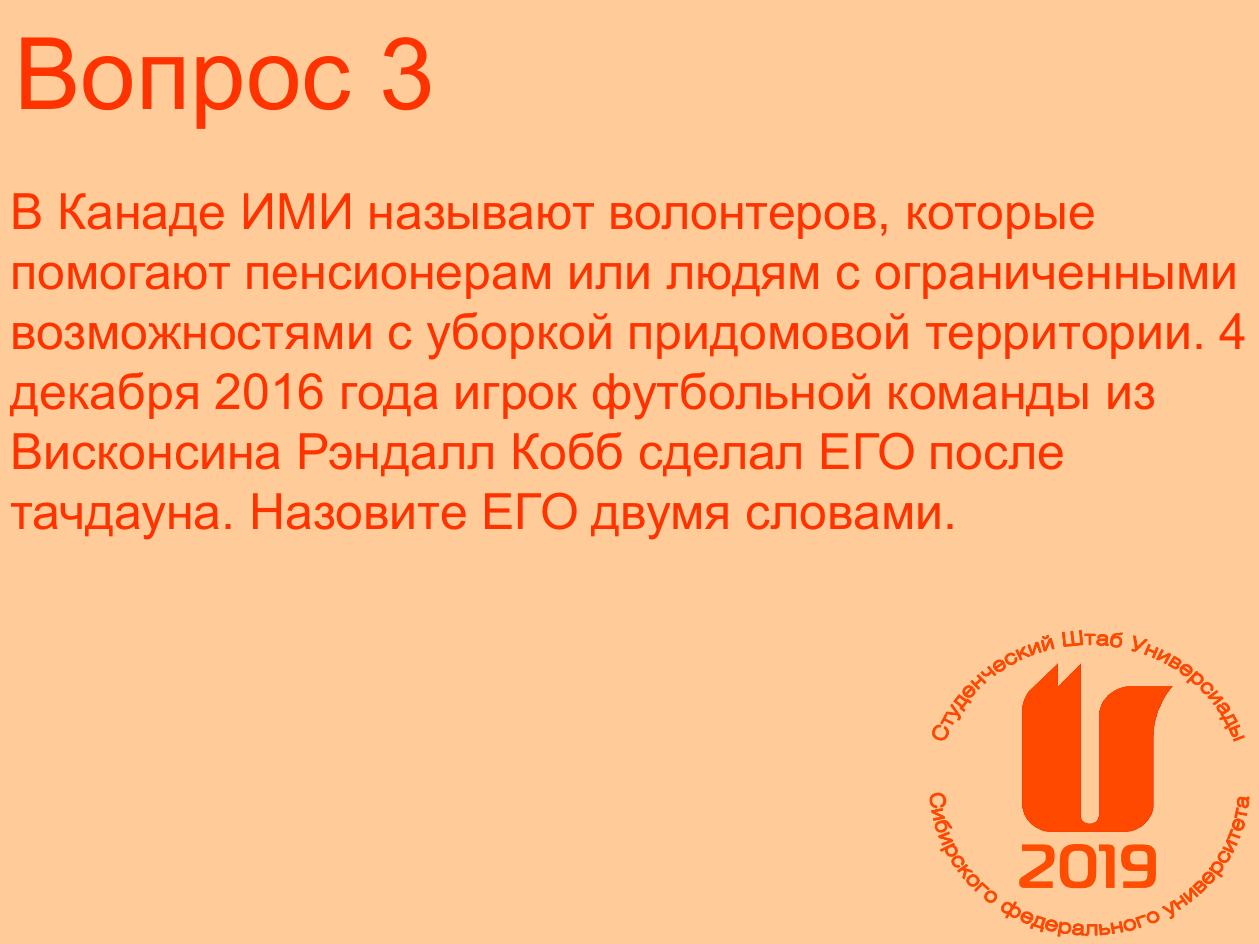 Вопрос 3
В Канаде ИМИ называют волонтеров, которые
помогают пенсионерам или людям с ограниченными
возможностями с уборкой придомовой территории. 4
декабря 2016 года игрок футбольной команды из
Висконсина Рэндалл Кобб сделал ЕГО после
тачдауна. Назовите ЕГО двумя словами.
Студенческий Штаб Универсиады
2019
Сибирского федерального университета